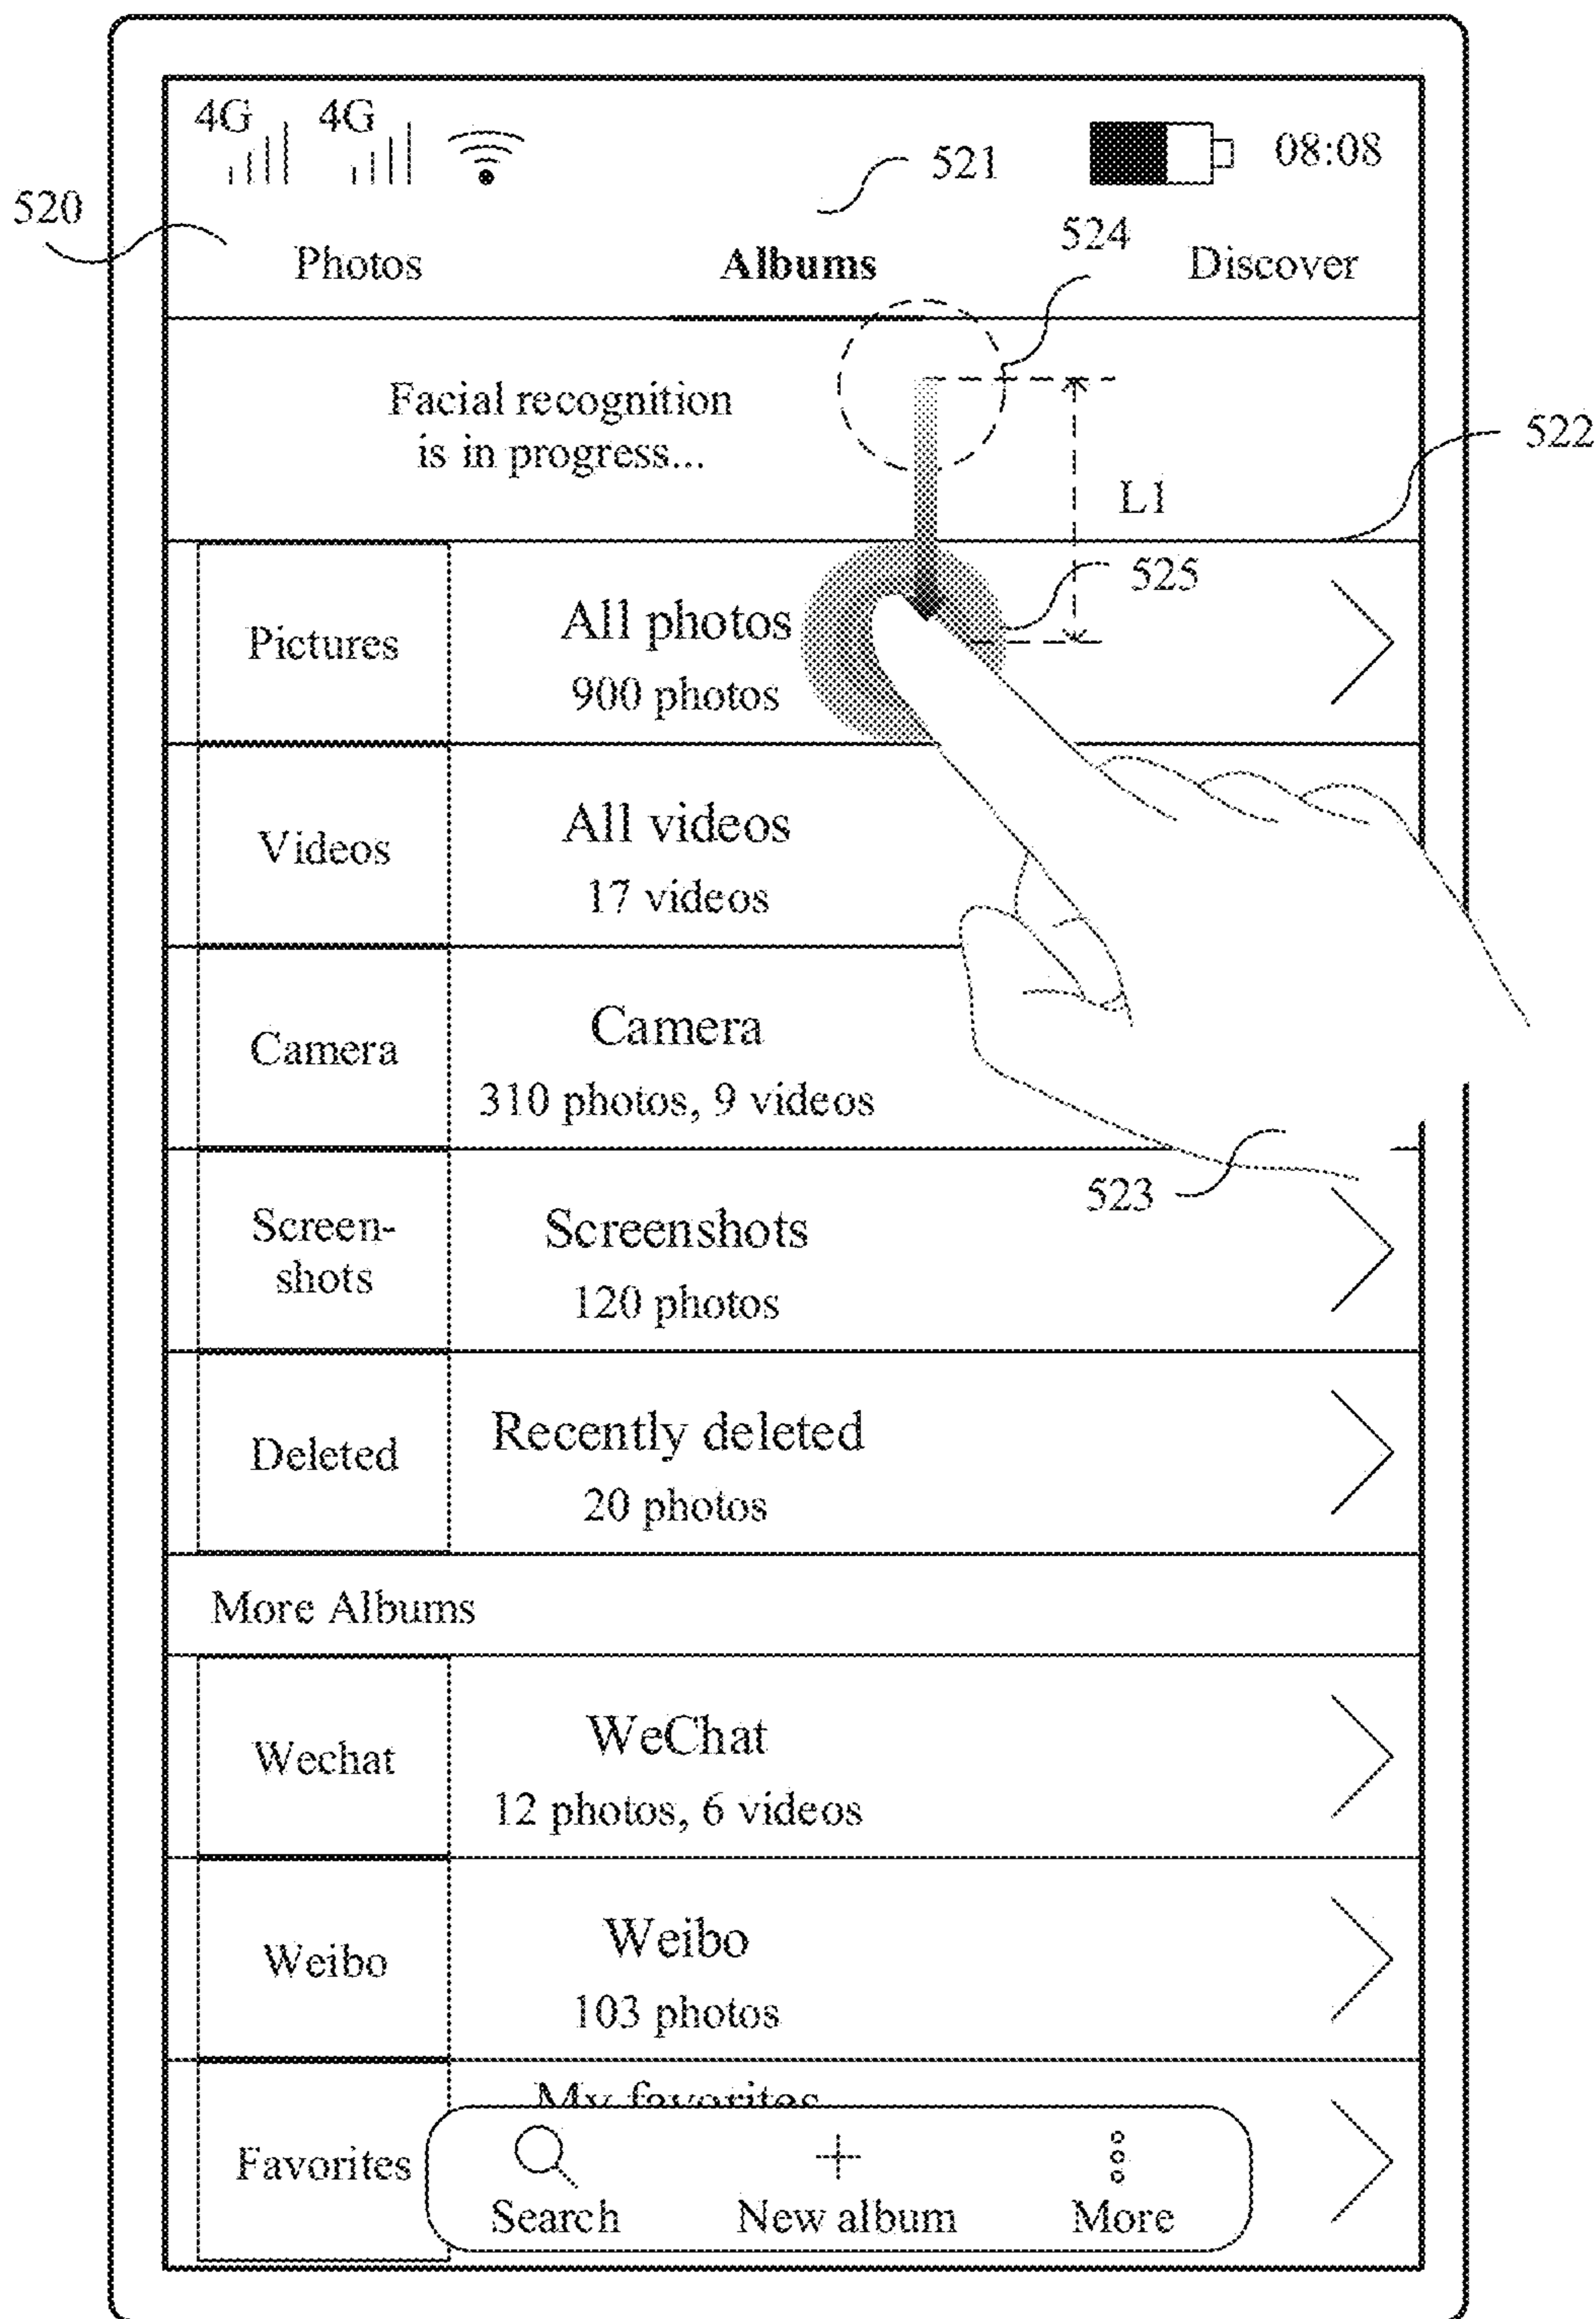 4G 4G 08:08
521
520
524
Photos Albums Discover
Facial recognition
is in progress...
522
L1
525
Pictures
All photos
900 photos
Videos
All videos
17 videos
Camera
Camera
310 photos, 9 videos
523
Screen-
shots
Screenshots
120 photos
Deleted
Recently deleted
20 photos
More Albums
Wechat
WeChat
12 photos, 6 videos
Weibo
Weibo
103 photos
My favorites
Favorites
Search New album More